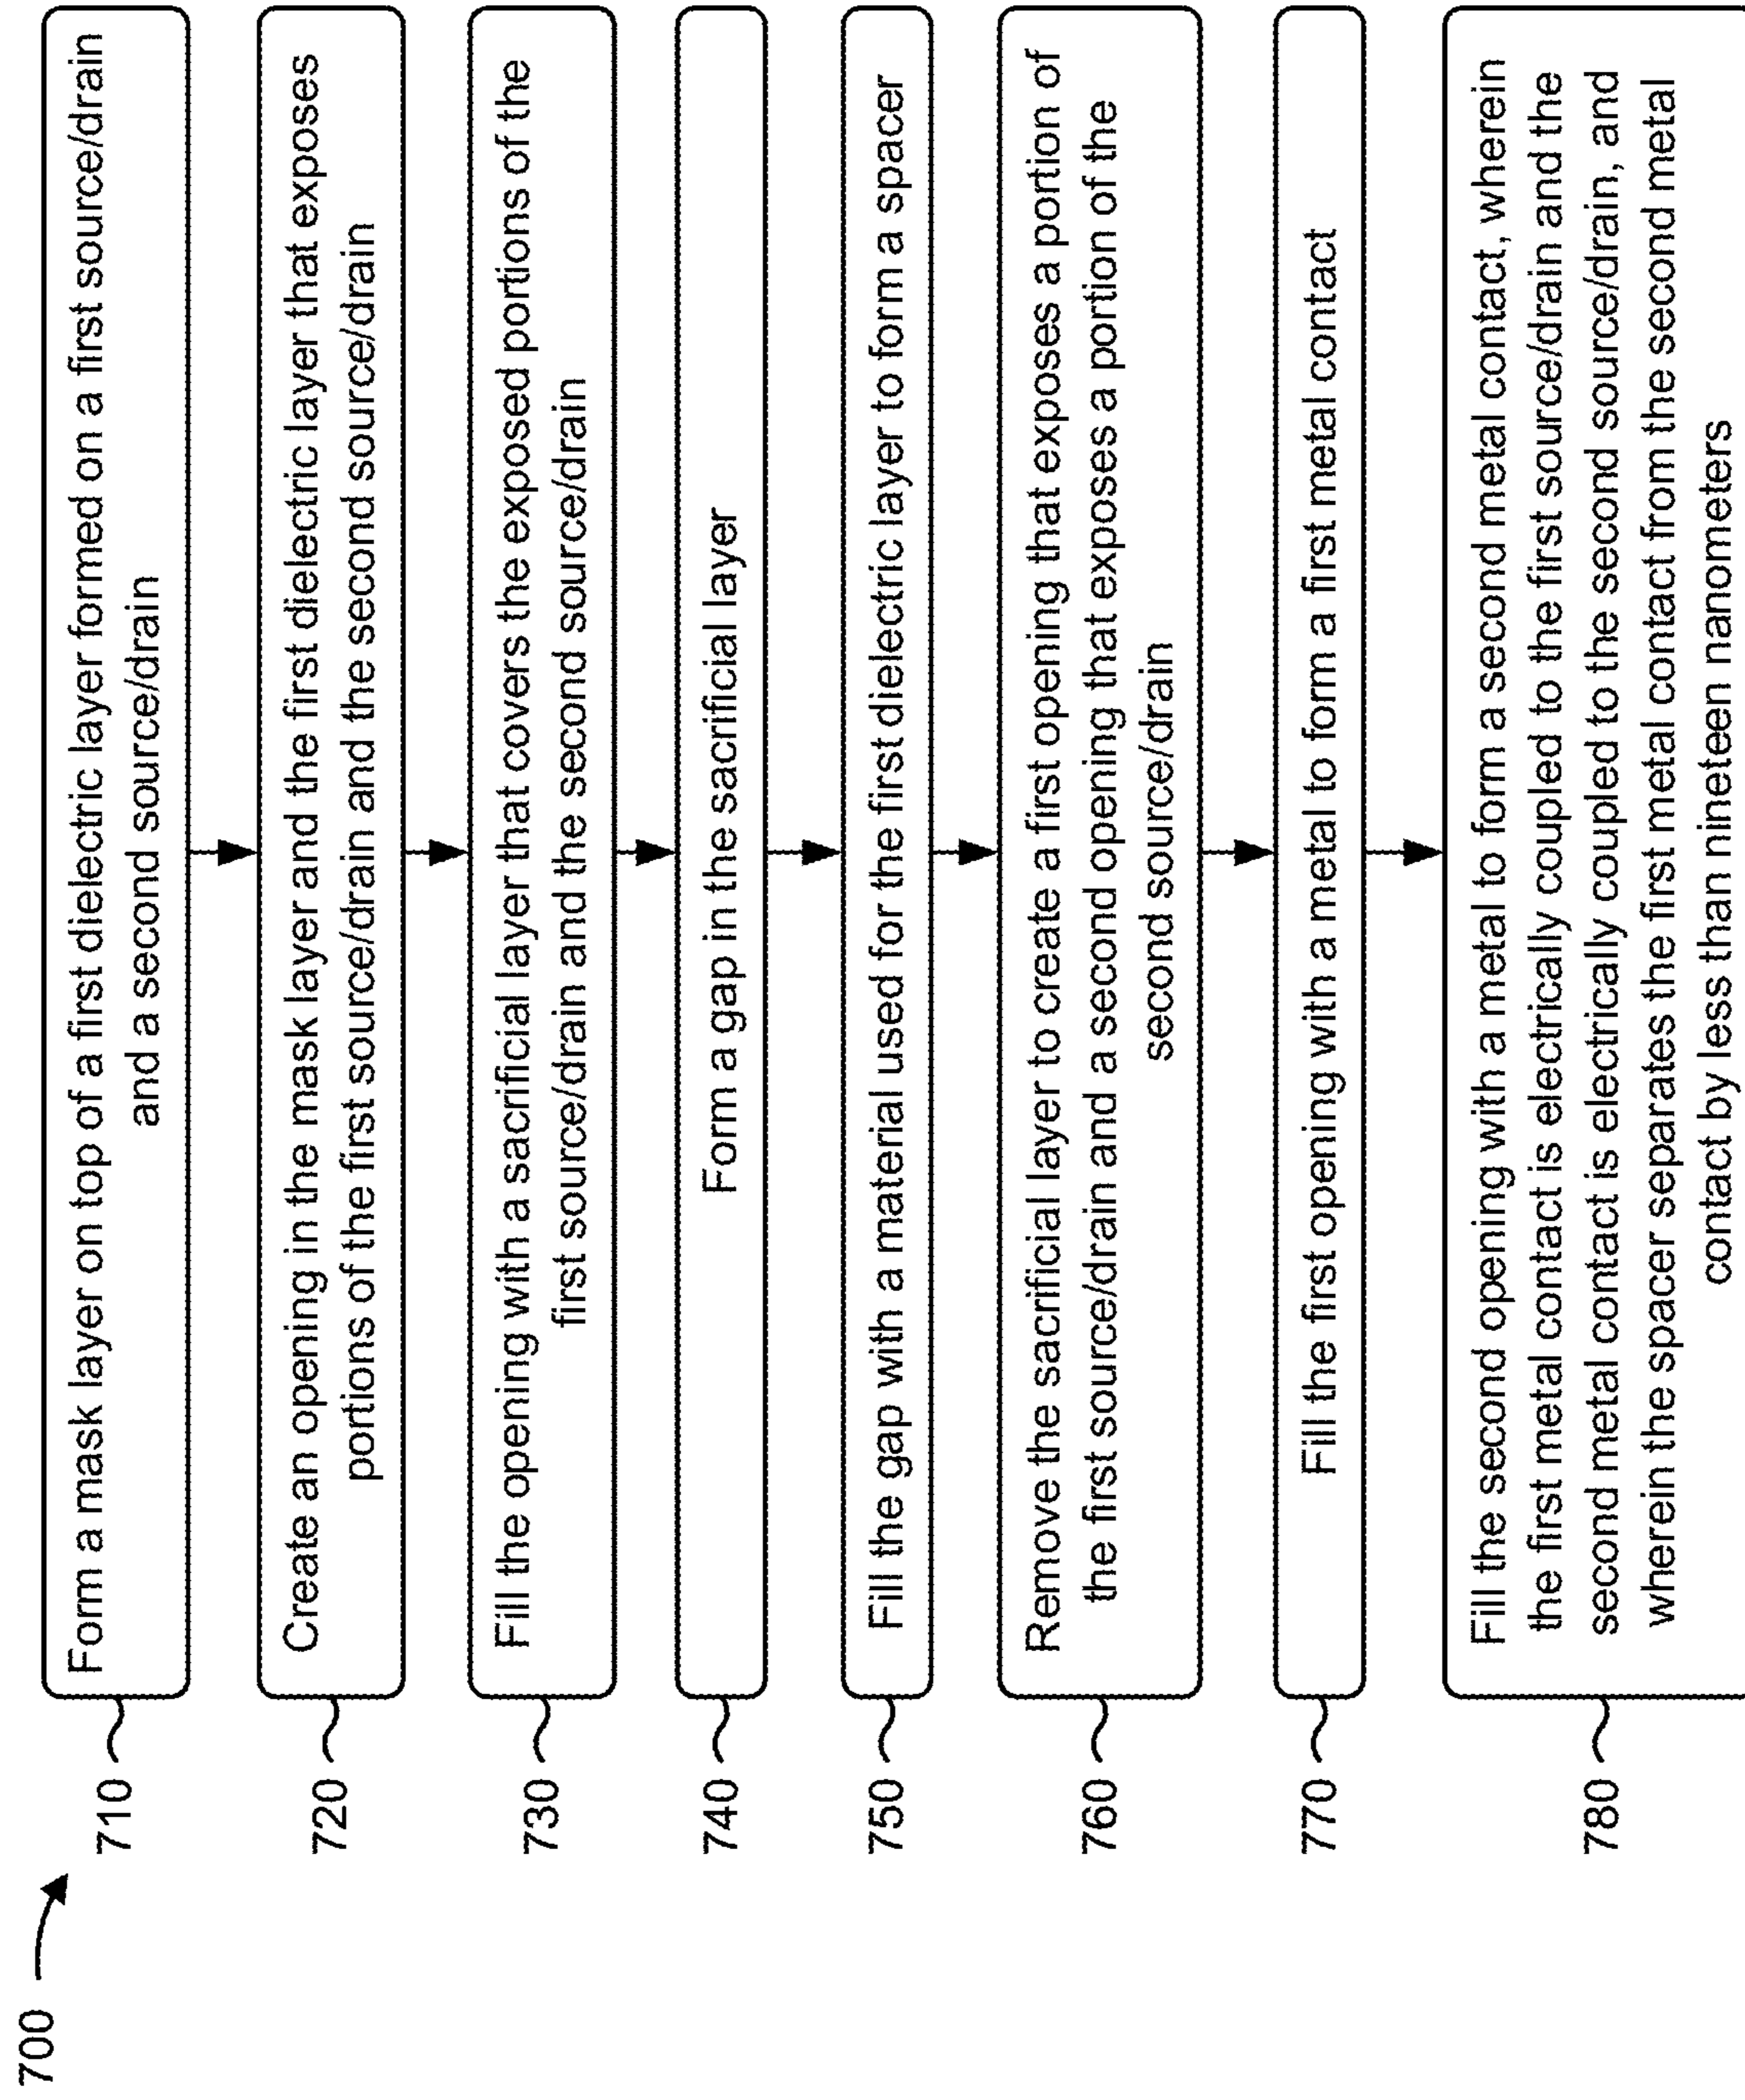 700
710
Form a mask layer on top of a first dielectric layer formed on a first source/drain
and a second source/drain
720
Create an opening in the mask layer and the first dielectric layer that exposes
portions of the first source/drain and the second source/drain
730
Fill the opening with a sacrificial layer that covers the exposed portions of the
first source/drain and the second source/drain
740
Form a gap in the sacrificial layer
750
Fill the gap with a material used for the first dielectric layer to form a spacer
760
Remove the sacrificial layer to create a first opening that exposes a portion of
the first source/drain and a second opening that exposes a portion of the
second source/drain
770
Fill the first opening with a metal to form a first metal contact
780
Fill the second opening with a metal to form a second metal contact, wherein
the first metal contact is electrically coupled to the first source/drain and the
second metal contact is electrically coupled to the second source/drain, and
wherein the spacer separates the first metal contact from the second metal
contact by less than nineteen nanometers